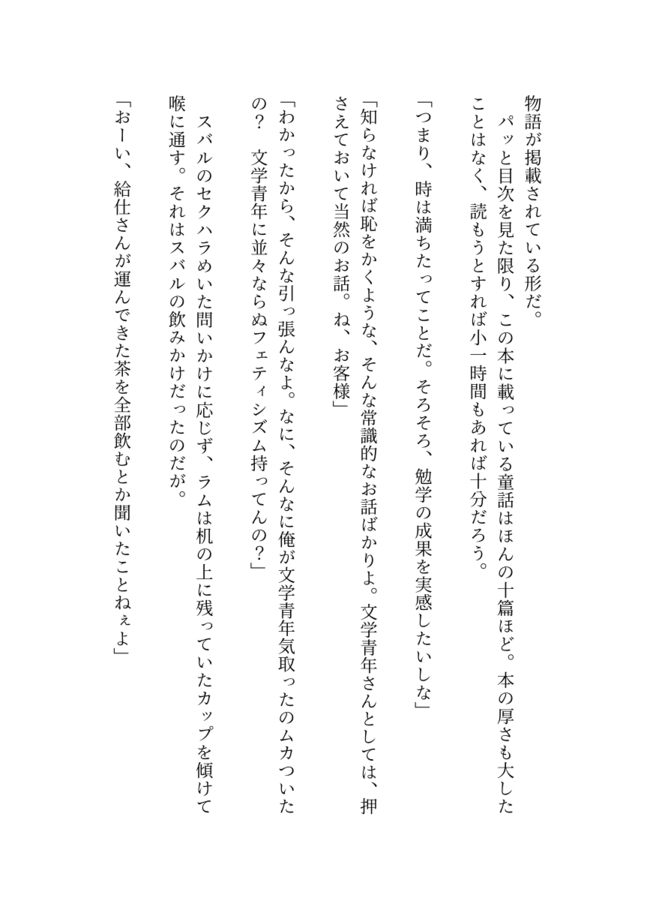 物語が掲載されている形だ。
　パッと目次を見た限り、この本に載っている童話はほんの十篇ほど。本の厚さも大した
ことはなく、読もうとすれば小一時間もあれば十分だろう。
「つまり、時は満ちたってことだ。そろそろ、勉学の成果を実感したいしな」
「知らなければ恥をかくような、そんな常識的なお話ばかりよ。文学青年さんとしては、押
さえておいて当然のお話。ね、お客様」
「わかったから、そんな引っ張んなよ。なに、そんなに俺が文学青年気取ったのムカついた
の？　文学青年に並々ならぬフェティシズム持ってんの？」
　スバルのセクハラめいた問いかけに応じず、ラムは机の上に残っていたカップを傾けて
喉に通す。それはスバルの飲みかけだったのだが。
「おーい、給仕さんが運んできた茶を全部飲むとか聞いたことねぇよ」